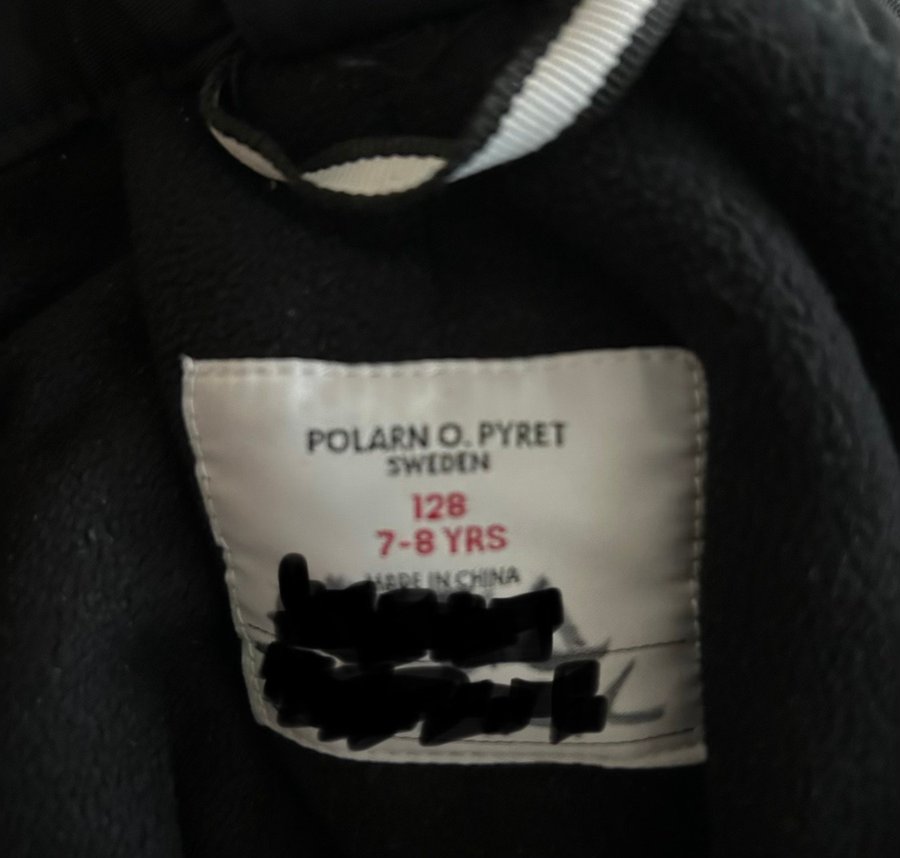 POLARN O. PYRET
SWEDEN
128
7-8 YRS
MADE IN CHINA